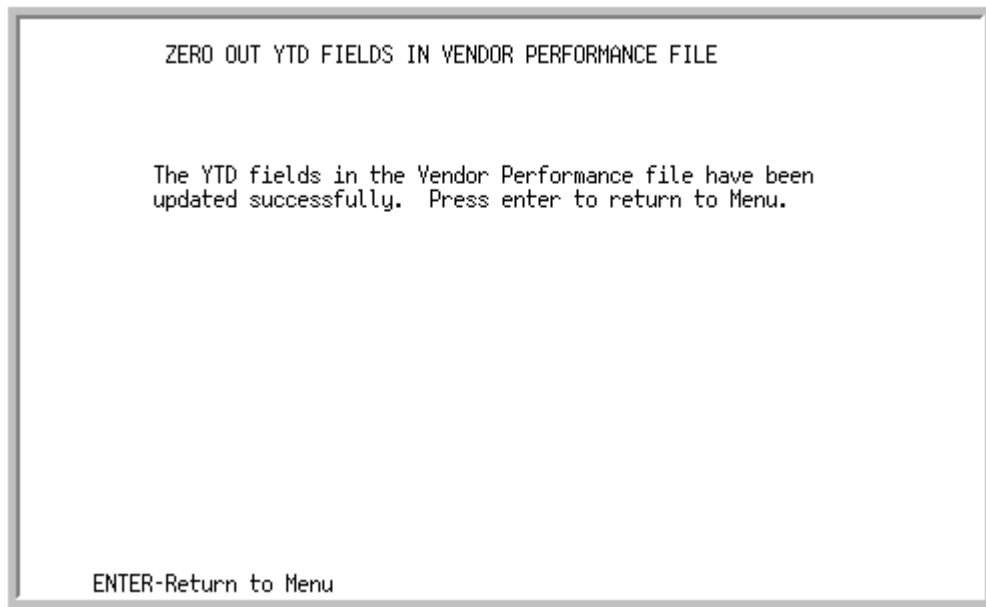 ZERO OUT YTD FIELDS IN VENDOR PERFORMANCE FILE
The YTD fields in the Vendor Performance file have been
updated successfully.  Press enter to return to Menu.
ENTER-Return to Menu